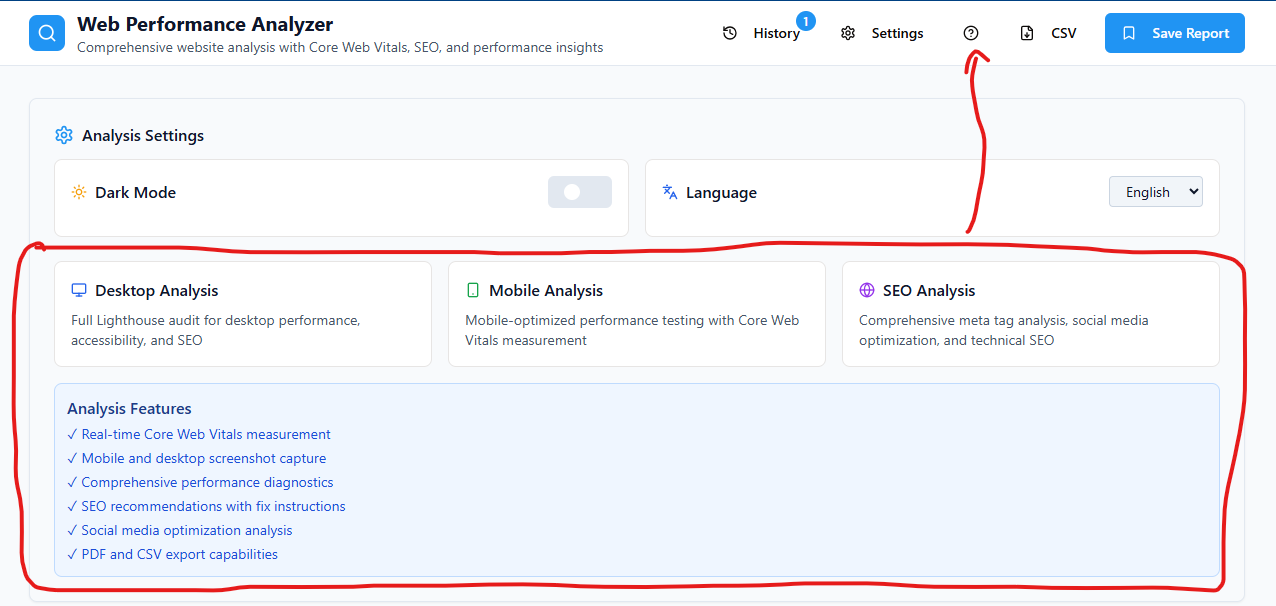 Web Performance Analyzer
Comprehensive website analysis with Core Web Vitals, SEO, and performance insights
History 1
Settings
CSV
Save Report
Analysis Settings
Dark Mode
Language
English
Desktop Analysis
Full Lighthouse audit for desktop performance,
accessibility, and SEO
Mobile Analysis
Mobile-optimized performance testing with Core Web
Vitals measurement
SEO Analysis
Comprehensive meta tag analysis, social media
optimization, and technical SEO
Analysis Features
✓ Real-time Core Web Vitals measurement
✓ Mobile and desktop screenshot capture
✓ Comprehensive performance diagnostics
✓ SEO recommendations with fix instructions
✓ Social media optimization analysis
✓ PDF and CSV export capabilities